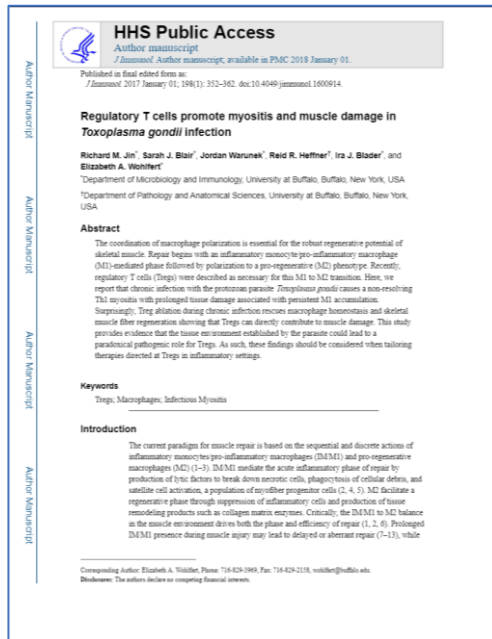 HHS Public Access
Author manuscript
J Immunol. Author manuscript; available in PMC 2018 January 01.
Published in final edited form as:
J Immunol. 2017 January 01; 198(1): 352–362. doi:10.4049/jimmunol.1600914.
Regulatory T cells promote myositis and muscle damage in
Toxoplasma gondii infection
Richard M. Jin*, Sarah J. Blair*, Jordan Warunek*, Reid R. Heffner†, Ira J. Blader*, and
Elizabeth A. Wohlfert*
*Department of Microbiology and Immunology, University at Buffalo, Buffalo, New York, USA
†Department of Pathology and Anatomical Sciences, University at Buffalo, Buffalo, New York,
USA
Abstract
The coordination of macrophage polarization is essential for the robust regenerative potential of
skeletal muscle. Repair begins with an inflammatory monocyte/pro-inflammatory macrophage
(M1)-mediated phase followed by polarization to a pro-regenerative (M2) phenotype. Recently,
regulatory T cells (Tregs) were described as necessary for this M1 to M2 transition. Here, we
report that chronic infection with the protozoan parasite Toxoplasma gondii causes a non-resolving
Th1 myositis with prolonged tissue damage associated with persistent M1 accumulation.
Surprisingly, Treg ablation during chronic infection rescues macrophage homeostasis and skeletal
muscle fiber regeneration showing that Tregs can directly contribute to muscle damage. This study
provides evidence that the tissue environment established by the parasite could lead to a
paradoxical pathogenic role for Tregs. As such, these findings should be considered when tailoring
therapies directed at Tregs in inflammatory settings.
Keywords
Tregs; Macrophages; Infectious Myositis
Introduction
The current paradigm for muscle repair is based on the sequential and discrete actions of
inflammatory monocytes/pro-inflammatory macrophages (IM/M1) and pro-regenerative
macrophages (M2) (1–3). IM/M1 mediate the acute inflammatory phase of repair by
production of lytic factors to break down necrotic cells, phagocytosis of cellular debris, and
satellite cell activation, a population of myofiber progenitor cells (2, 4, 5). M2 facilitate a
regenerative phase through suppression of inflammatory cells and production of tissue
remodeling products such as collagen matrix enzymes. Critically, the IM/M1 to M2 balance
in the muscle environment drives both the phase and efficiency of repair (1, 2, 6). Prolonged
IM/M1 presence during muscle injury may lead to delayed or aberrant repair (7–13), while
Corresponding Author: Elizabeth A. Wohlfert, Phone: 716-829-3969, Fax: 716-829-2158, wohlfert@buffalo.edu.
Disclosures: The authors declare no competing financial interests.
Author Manuscript
Author Manuscript
Author Manuscript
Author Manuscript